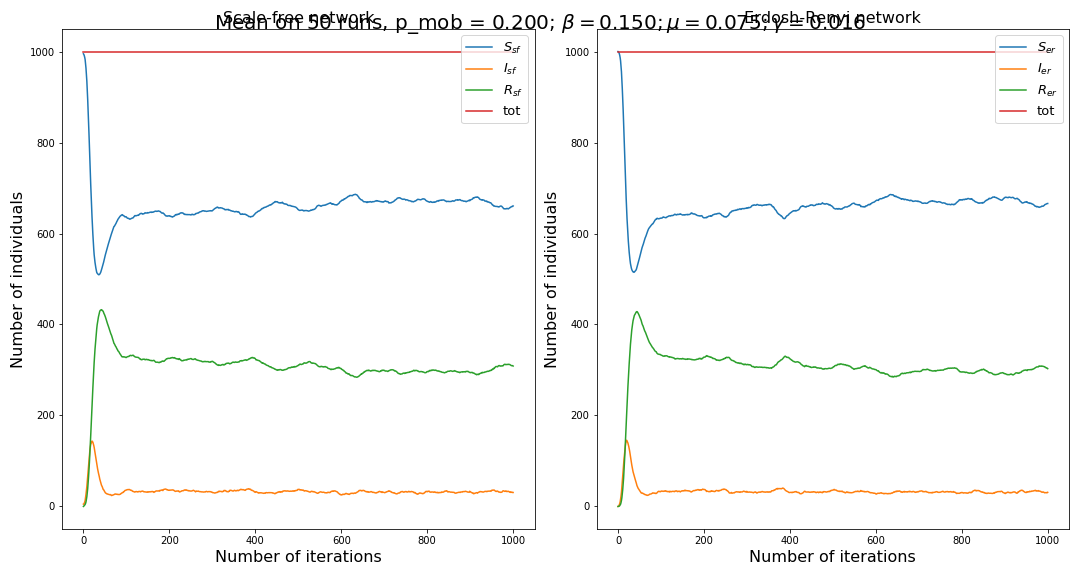 Mean on 50 runs, p_mob = 0.200; β = 0.150; μ = 0.075; γ = 0.016
Scale-free network
Number of individuals
1000
800
600
400
200
0
S_sf
I_sf
R_sf
tot
0 200 400 600 800 1000
Number of iterations
Erdosh-Renyi network
Number of individuals
1000
800
600
400
200
0
S_er
I_er
R_er
tot
0 200 400 600 800 1000
Number of iterations